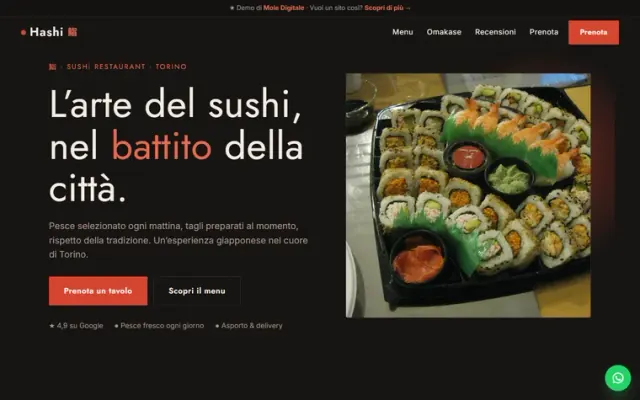 ★ Demo di Mole Digitale · Vuoi un sito così? Scopri di più →
Hashi 鮨
Menu Omakase Recensioni Prenota Prenota
鮨 · SUSHI RESTAURANT · TORINO
L'arte del sushi,
nel battito della
città.
Pesce selezionato ogni mattina, tagli preparati al momento,
rispetto della tradizione. Un'esperienza giapponese nel cuore
di Torino.
Prenota un tavolo Scopri il menu
★ 4,9 su Google ● Pesce fresco ogni giorno ● Asporto & delivery